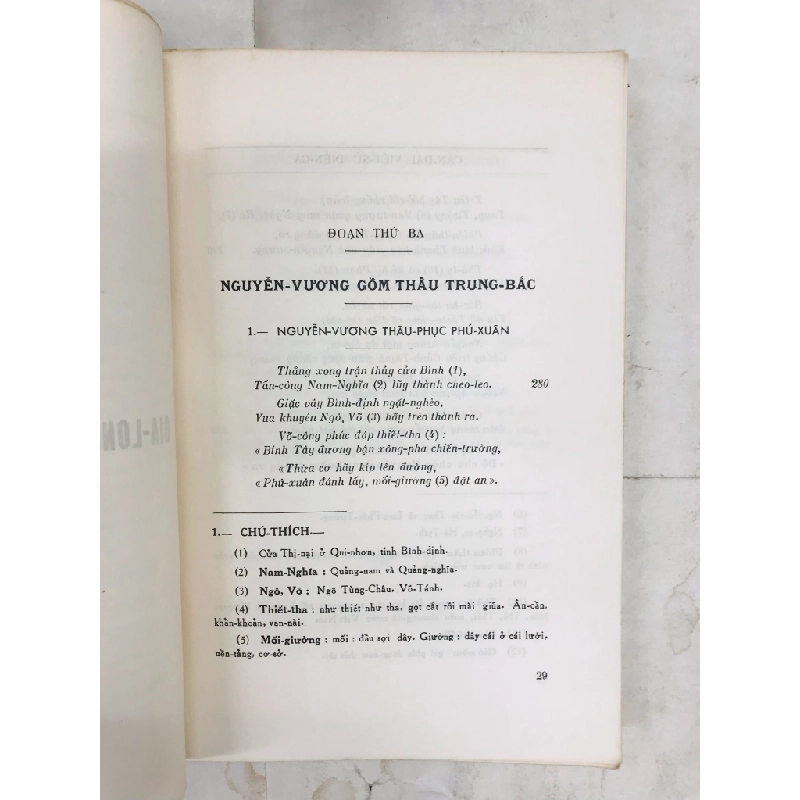 ĐOẠN THỨ BA
NGUYỄN-VƯƠNG GỒM THÂU TRUNG-BẮC
1.— NGUYỄN-VƯƠNG THÂU-PHỤC PHÚ-XUÂN
Thắng xong trận thủy cửa Bình (1),
Tấn-công Nam-Nghĩa (2) lũy thành cheo-leo. 280
Giặc vây Bình-định ngặt-nghèo,
Vua khuyên Ngô, Võ (3) hãy trèo thành ra.
Võ-công phúc đáp thiết-tha (4) :
« Binh Tây đương bận xông-pha chiến-trường,
« Thừa cơ hãy kíp lên đường,
« Phú-xuân đánh lấy, mối-giường (5) đặt an ».
1.— CHÚ-THÍCH—
(1) Cửa Thị-nại ở Qui-nhơn, tỉnh Bình-định.
(2) Nam-Nghĩa : Quảng-nam và Quảng-nghĩa.
(3) Ngô, Võ : Ngô Tùng-Châu, Võ-Tánh.
(4) Thiết-tha : như thiết như tha, gọt cắt rồi mài giũa. Ân-cần,
khẩn-khoản, van-nài.
(5) Mối-giường : mối : đầu sợi dây. Giường : dây cái ở cái lưới,
nền-tảng, cơ-sở.
29